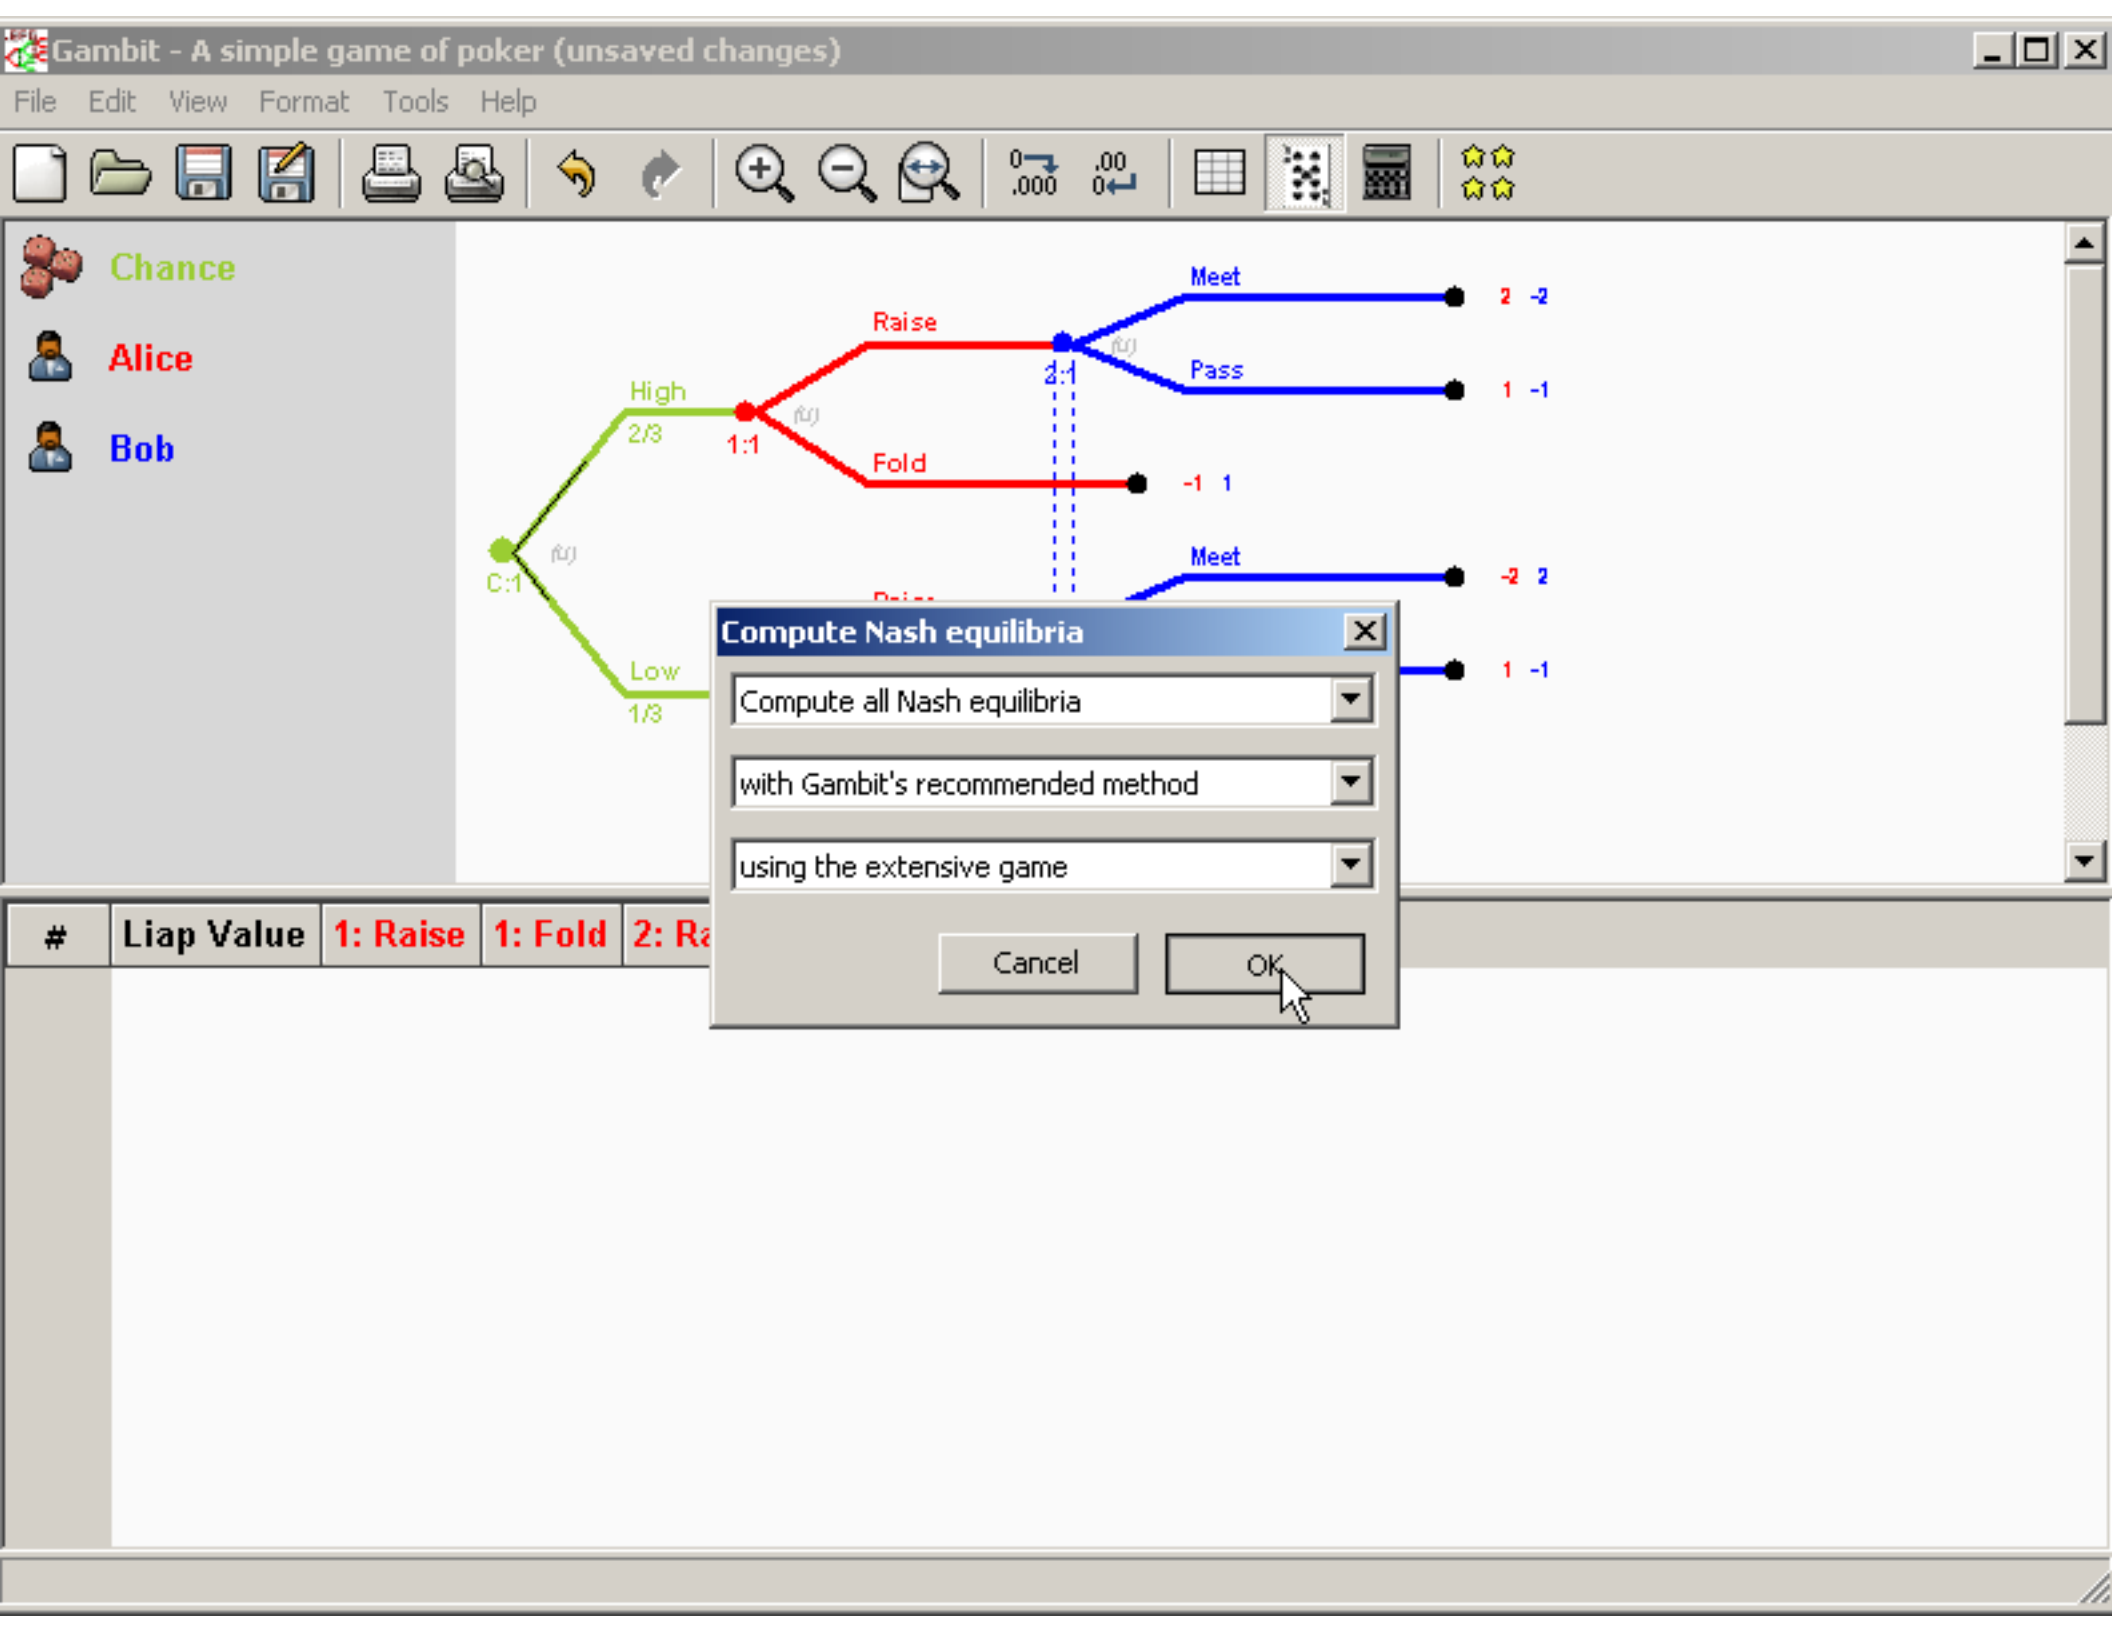 Gambit - A simple game of poker (unsaved changes)
File Edit View Format Tools Help
0 .000 .00 0
Chance
Alice
Bob
Meet
2 -2
Raise
2:1
Pass
1 -1
High
2/3
1:1
Fold
-1 1
C:1
Meet
-2 2
Low
1/3
1 -1
Compute Nash equilibria
Compute all Nash equilibria
with Gambit's recommended method
using the extensive game
Cancel OK
# Liap Value 1: Raise 1: Fold 2: